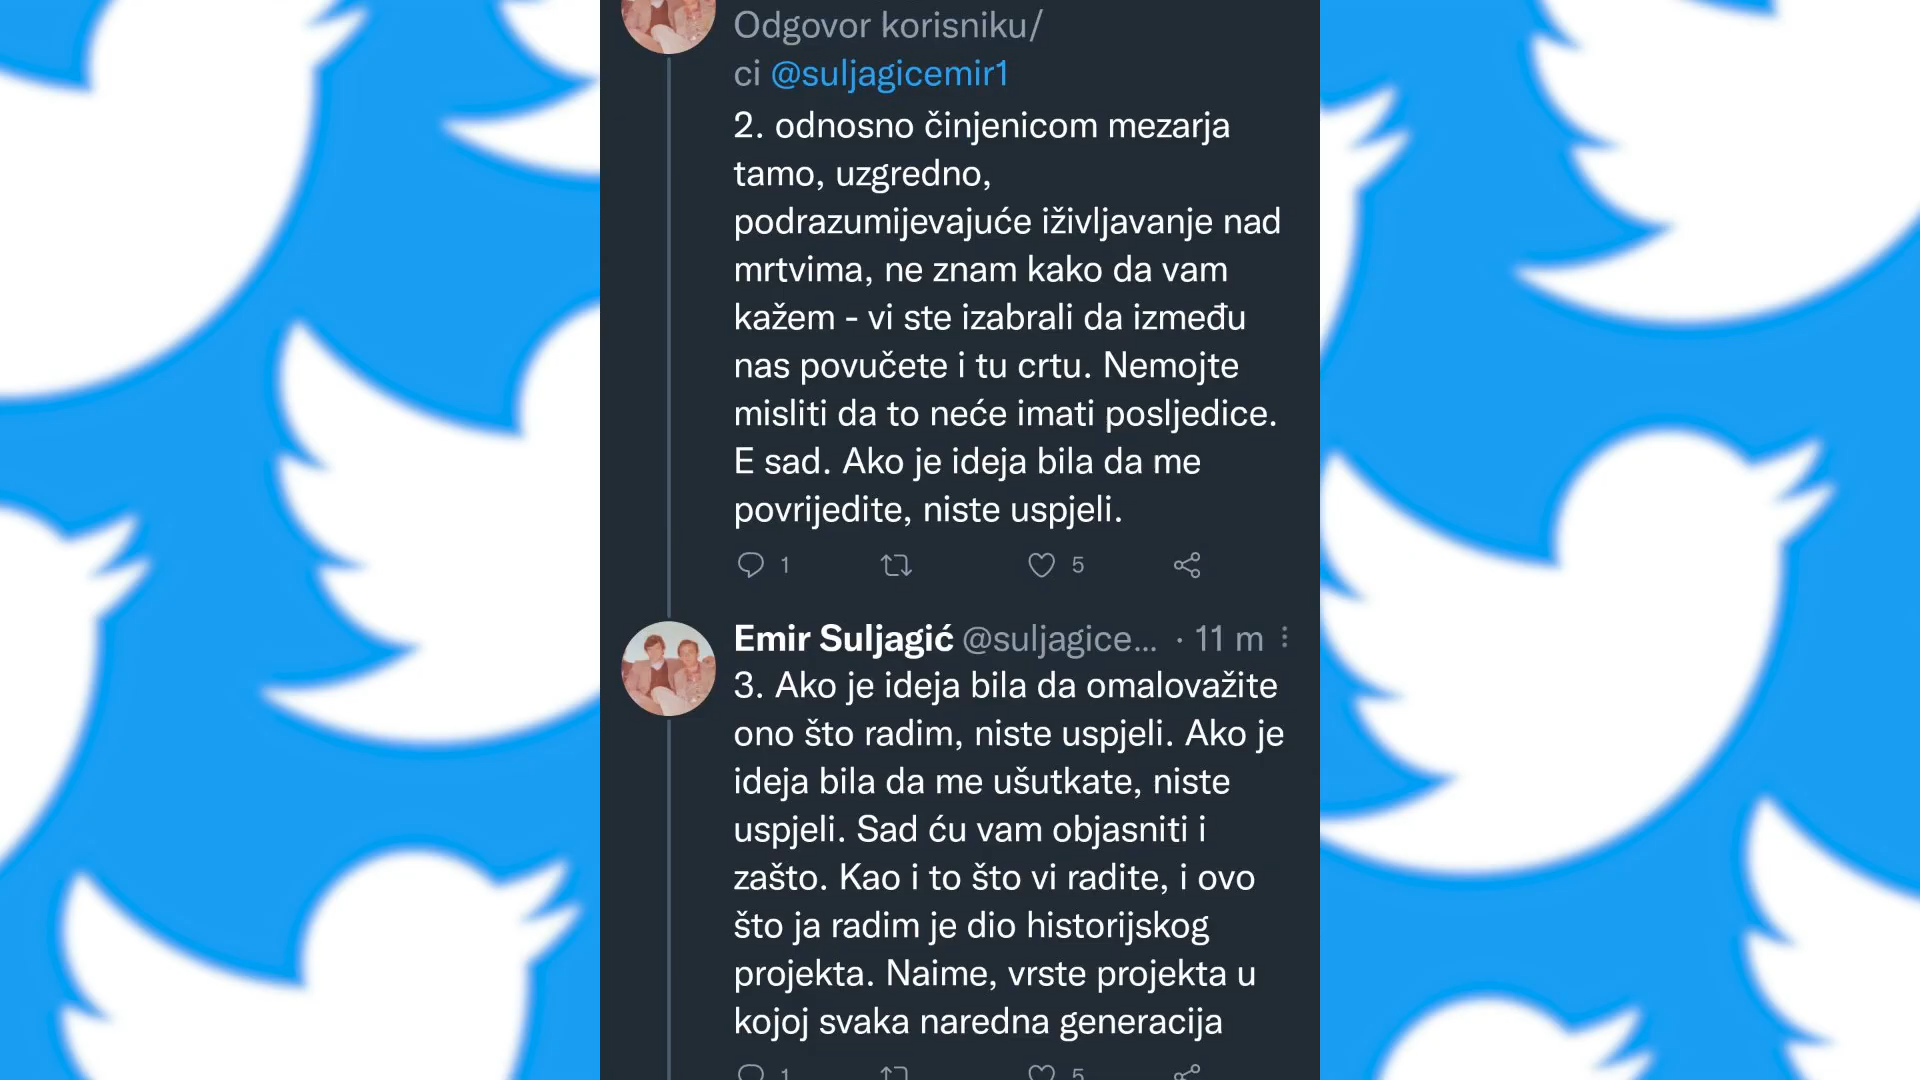 Odgovor korisniku/
ci @suljagicemir1
2. odnosno činjenicom mezarja
tamo, uzgredno,
podrazumijevajuće iživljavanje nad
mrtvima, ne znam kako da vam
kažem - vi ste izabrali da između
nas povučete i tu crtu. Nemojte
misliti da to neće imati posljedice.
E sad. Ako je ideja bila da me
povrijedite, niste uspjeli.
1 5
Emir Suljagić @suljagice... · 11 m
3. Ako je ideja bila da omalovažite
ono što radim, niste uspjeli. Ako je
ideja bila da me ušutkate, niste
uspjeli. Sad ću vam objasniti i
zašto. Kao i to što vi radite, i ovo
što ja radim je dio historijskog
projekta. Naime, vrste projekta u
kojoj svaka naredna generacija
1 5